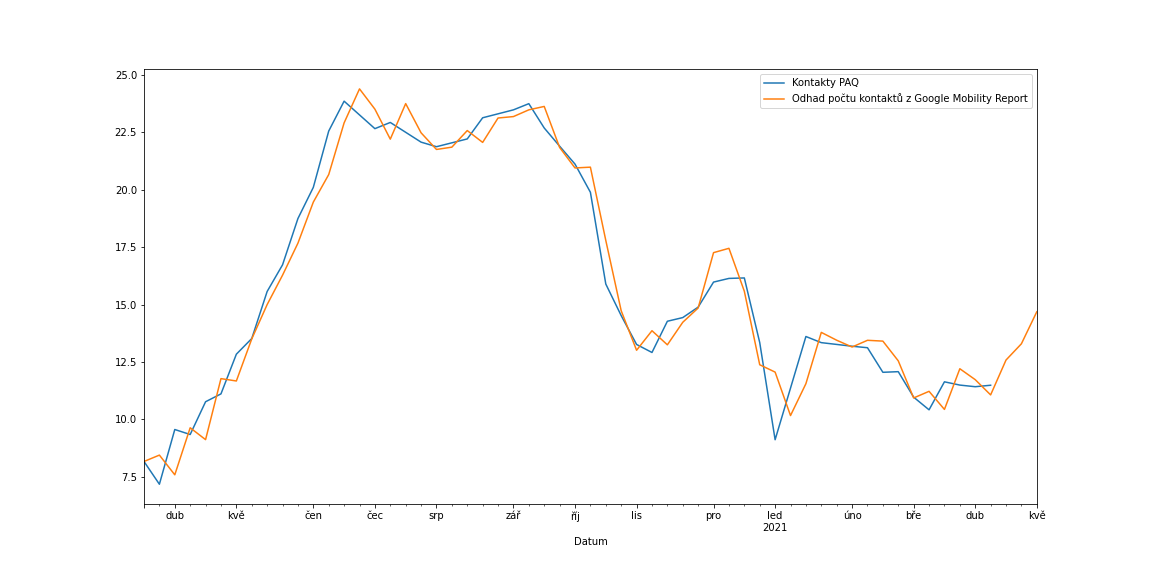 Kontakty PAQ
Odhad počtu kontaktů z Google Mobility Report
25.0
22.5
20.0
17.5
15.0
12.5
10.0
7.5
dub kvě čen čec srp zář říj lis pro led úno bře dub kvě
2021
Datum